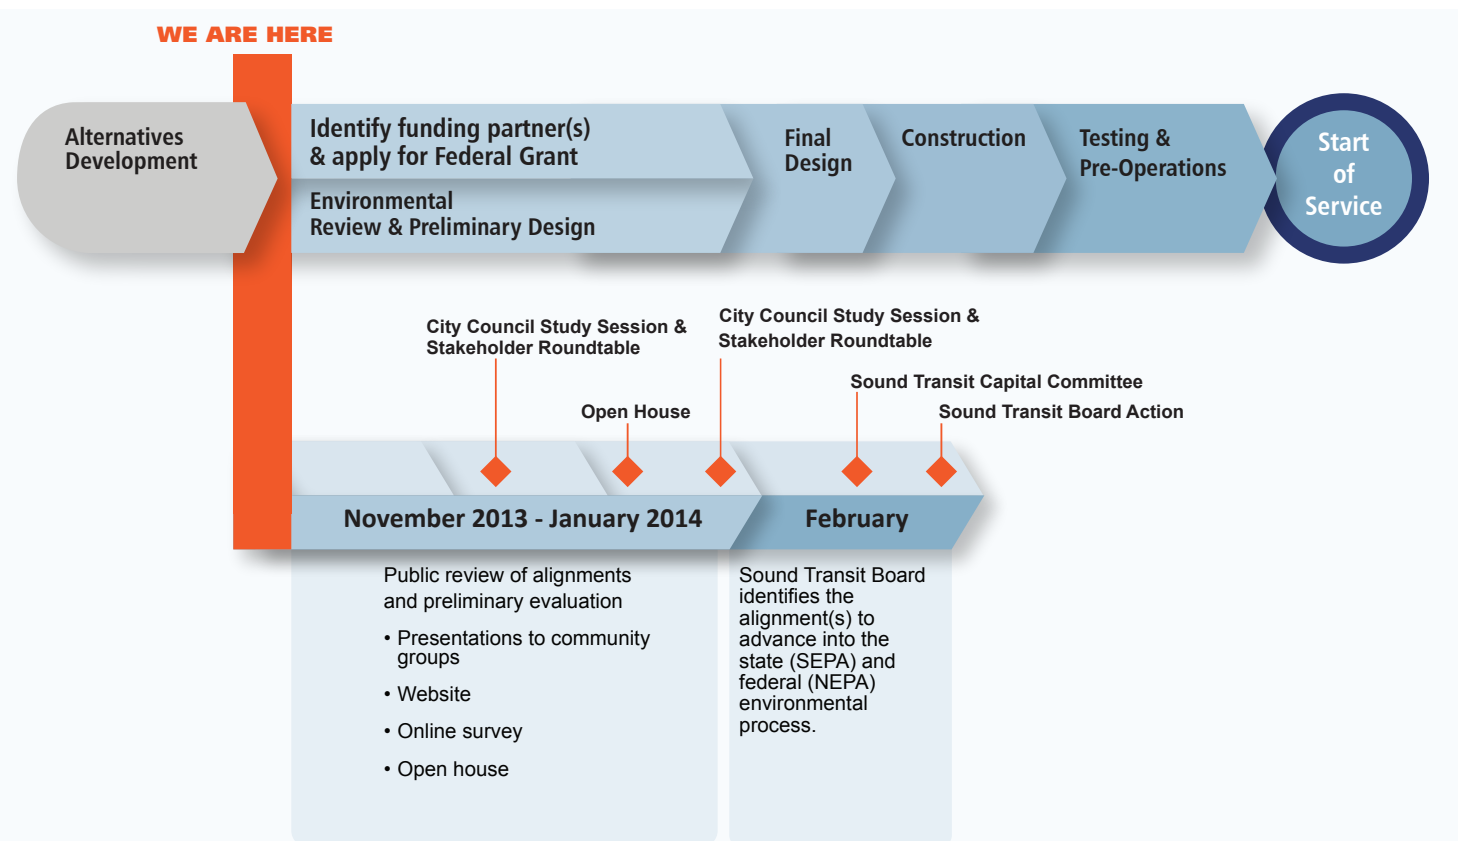 WE ARE HERE
Alternatives
Development
Identify funding partner(s)
& apply for Federal Grant
Environmental
Review & Preliminary Design
Final
Design
Construction
Testing &
Pre-Operations
Start
of
Service
City Council Study Session &
Stakeholder Roundtable
Open House
City Council Study Session &
Stakeholder Roundtable
Sound Transit Capital Committee
Sound Transit Board Action
November 2013 - January 2014
February
Public review of alignments
and preliminary evaluation
• Presentations to community
groups
• Website
• Online survey
• Open house
Sound Transit Board
identifies the
alignment(s) to
advance into the
state (SEPA) and
federal (NEPA)
environmental
process.